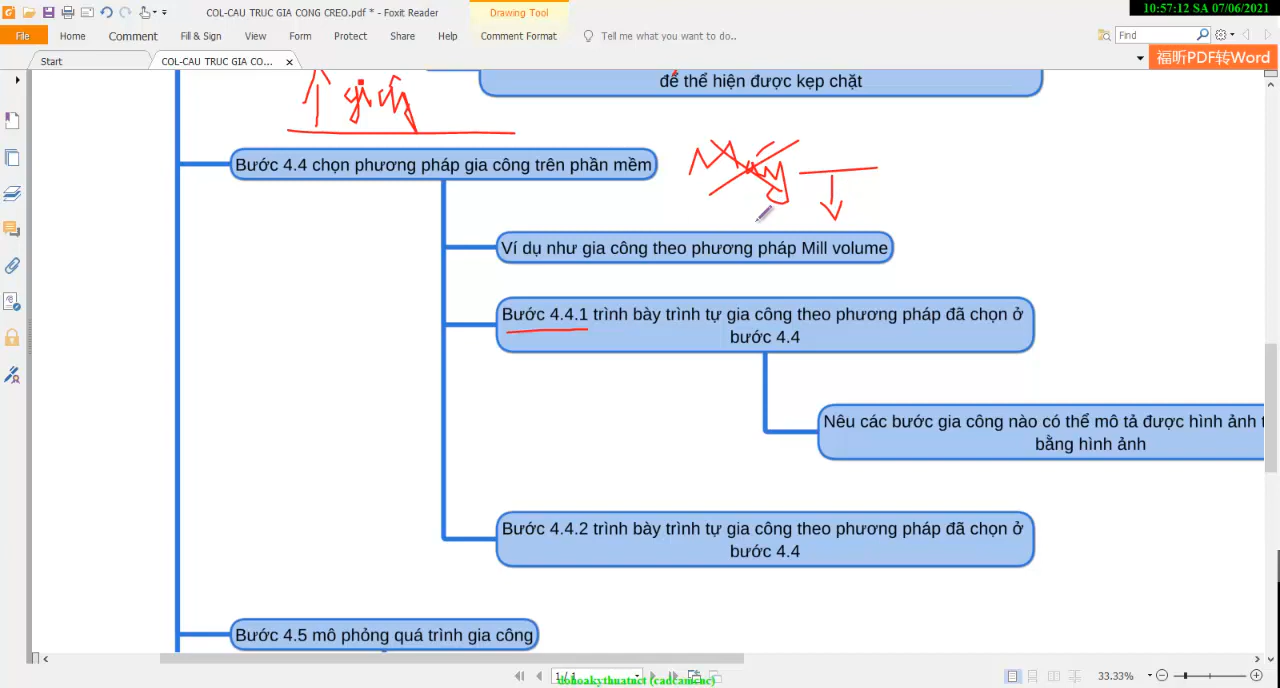 COL-CAU TRUC GIA CONG CREO.pdf * - Foxit Reader
Drawing Tool
10:57:12 SA 07/06/2021
File
Home
Comment
Fill & Sign
View
Form
Protect
Share
Help
Comment Format
Tell me what you want to do..
Find
Start
COL-CAU TRUC GIA CO...
福昕PDF转Word
để thể hiện được kẹp chặt
Bước 4.4 chọn phương pháp gia công trên phần mềm
Ví dụ như gia công theo phương pháp Mill volume
Bước 4.4.1 trình bày trình tự gia công theo phương pháp đã chọn ở
bước 4.4
Nêu các bước gia công nào có thể mô tả được hình ảnh
bằng hình ảnh
Bước 4.4.2 trình bày trình tự gia công theo phương pháp đã chọn ở
bước 4.4
Bước 4.5 mô phỏng quá trình gia công
dohoakythuatnct (cadcamcnc)
33.33%